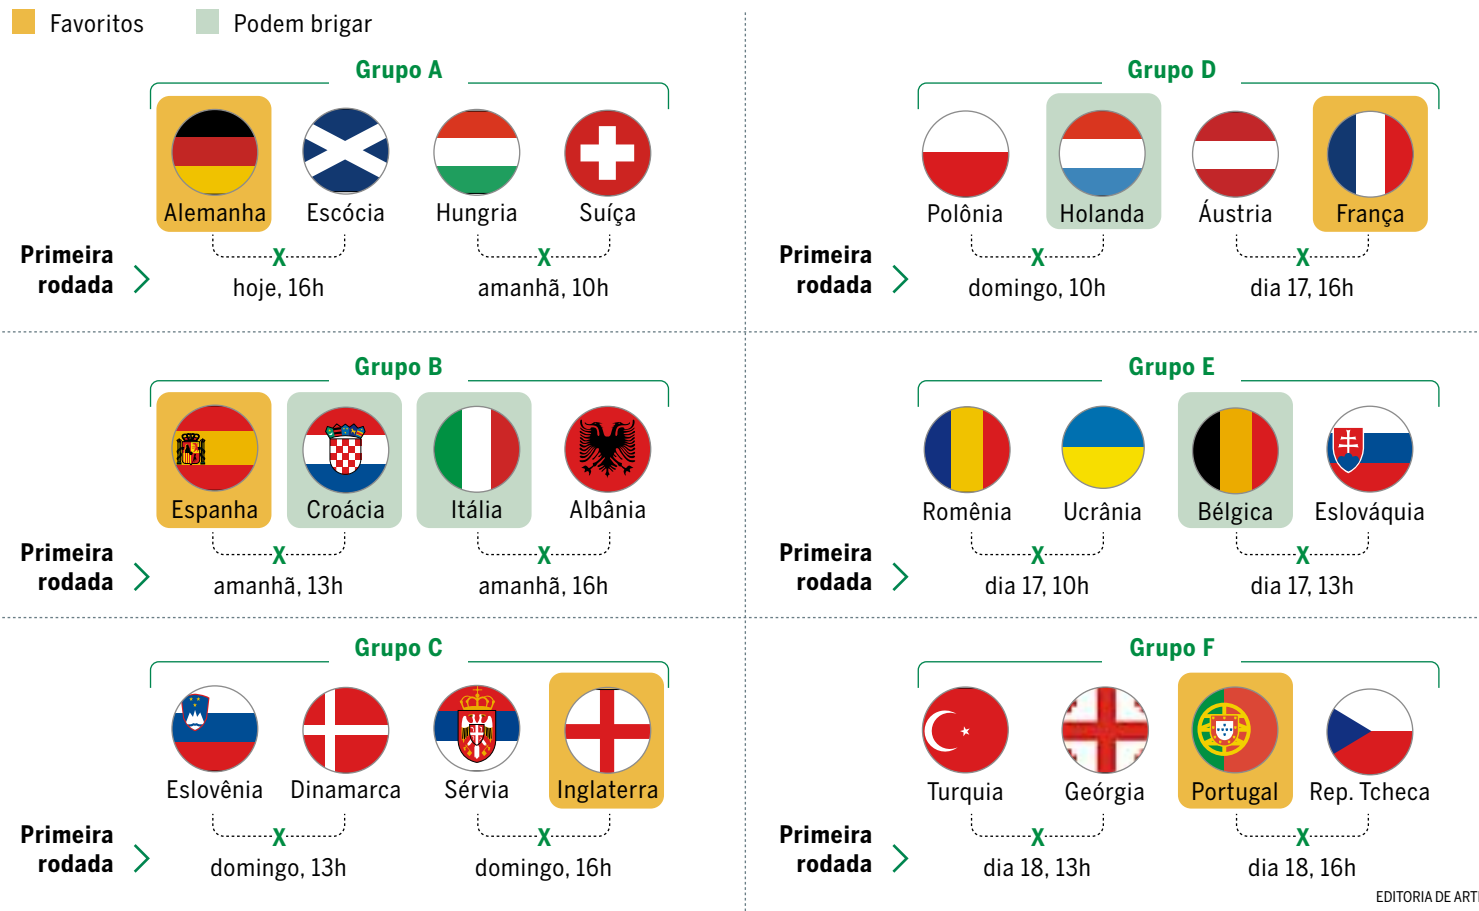 Favoritos
Podem brigar
Grupo A
Alemanha
Escócia
Hungria
Suíça
Primeira
rodada
X
hoje, 16h
X
amanhã, 10h
Grupo B
Espanha
Croácia
Itália
Albânia
Primeira
rodada
X
amanhã, 13h
X
amanhã, 16h
Grupo C
Eslovênia
Dinamarca
Sérvia
Inglaterra
Primeira
rodada
X
domingo, 13h
X
domingo, 16h
Grupo D
Polônia
Holanda
Áustria
França
Primeira
rodada
X
domingo, 10h
X
dia 17, 16h
Grupo E
Romênia
Ucrânia
Bélgica
Eslováquia
Primeira
rodada
X
dia 17, 10h
X
dia 17, 13h
Grupo F
Turquia
Geórgia
Portugal
Rep. Tcheca
Primeira
rodada
X
dia 18, 13h
X
dia 18, 16h
EDITORIA DE ART